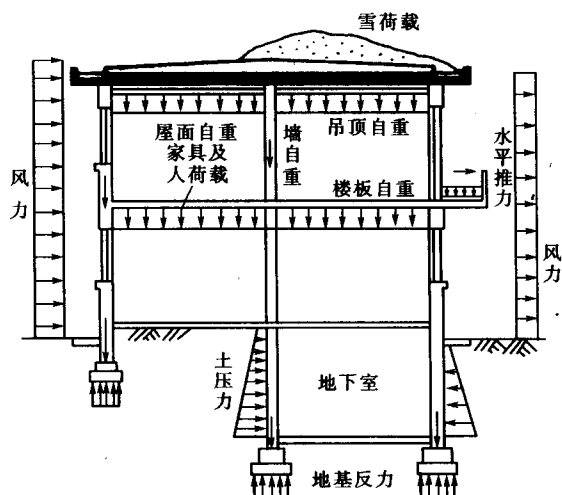 雪荷载
屋面自重
家具及
人荷载
墙自重
吊顶自重
水平推力
风力
楼板自重
风力
土压力
地下室
地基反力